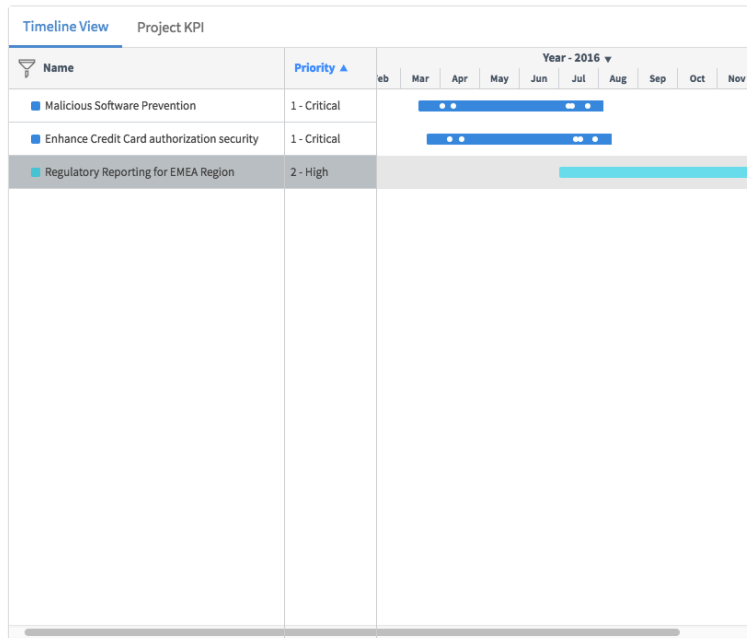 Timeline View
Project KPI
Name
Priority ▲
Year - 2016 ▼
eb Mar Apr May Jun Jul Aug Sep Oct Nov
Malicious Software Prevention
1 - Critical
Enhance Credit Card authorization security
1 - Critical
Regulatory Reporting for EMEA Region
2 - High